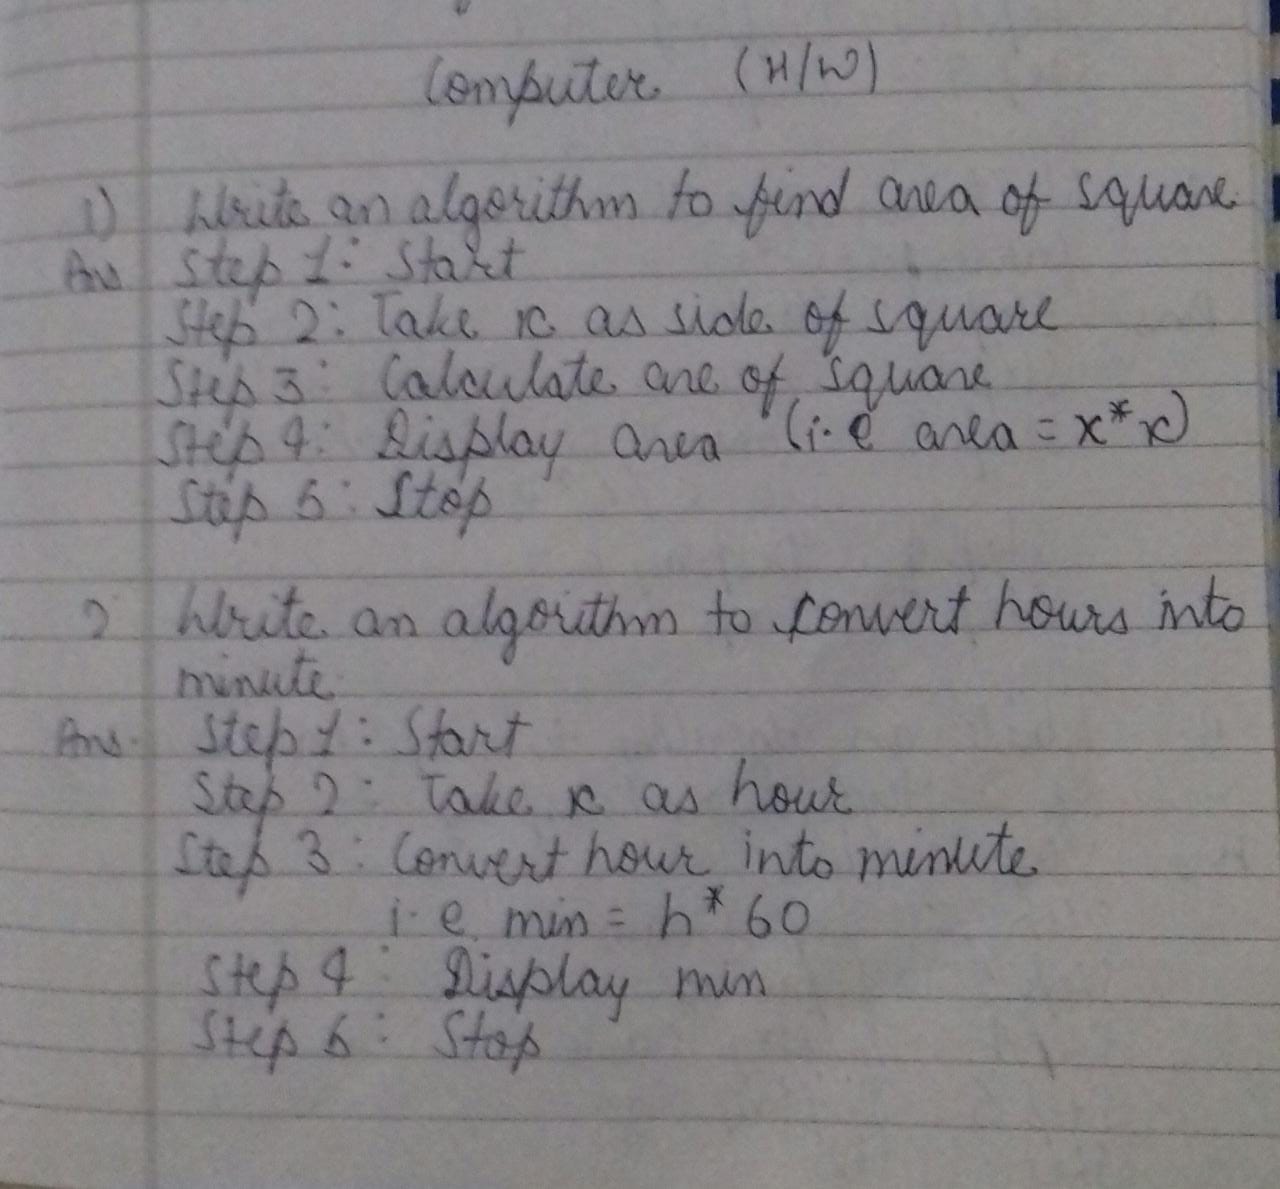 Computer (H/W)
1) Write an algorithm to find area of square.
Ans Step 1: Start
Step 2: Take x as side of square
Step 3: Calculate are of square
Step 4: Display area (i.e area = x*x)
Step 5: Stop
2 Write an algorithm to convert hours into
minute
Ans. Step 1: Start
Step 2: Take x as hour
Step 3: Convert hour into minute
i.e. min = h* 60
Step 4: Display min
Step 5: Stop